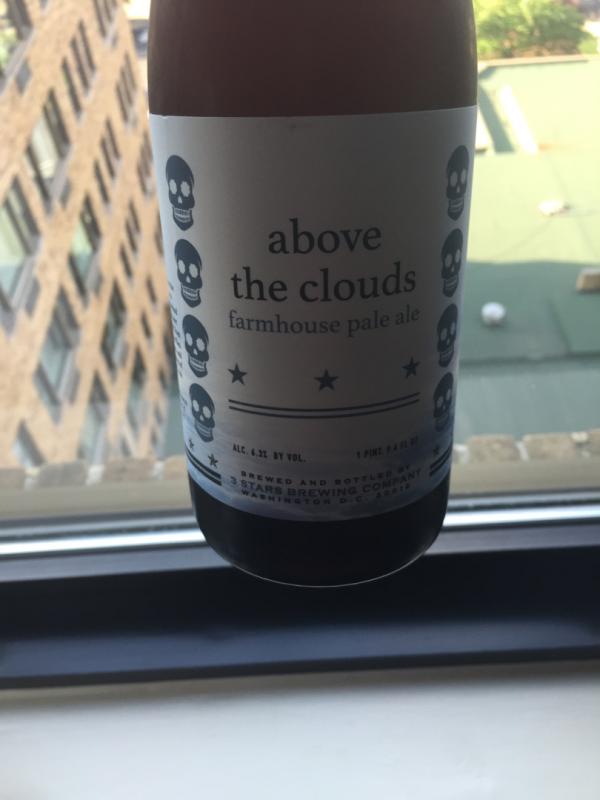 above
the clouds
farmhouse pale ale
ALC. 6.3% BY VOL. 1 PINT 9.4 FL OZ
BREWED AND BOTTLED BY
3 STARS BREWING COMPANY
WASHINGTON D.C.